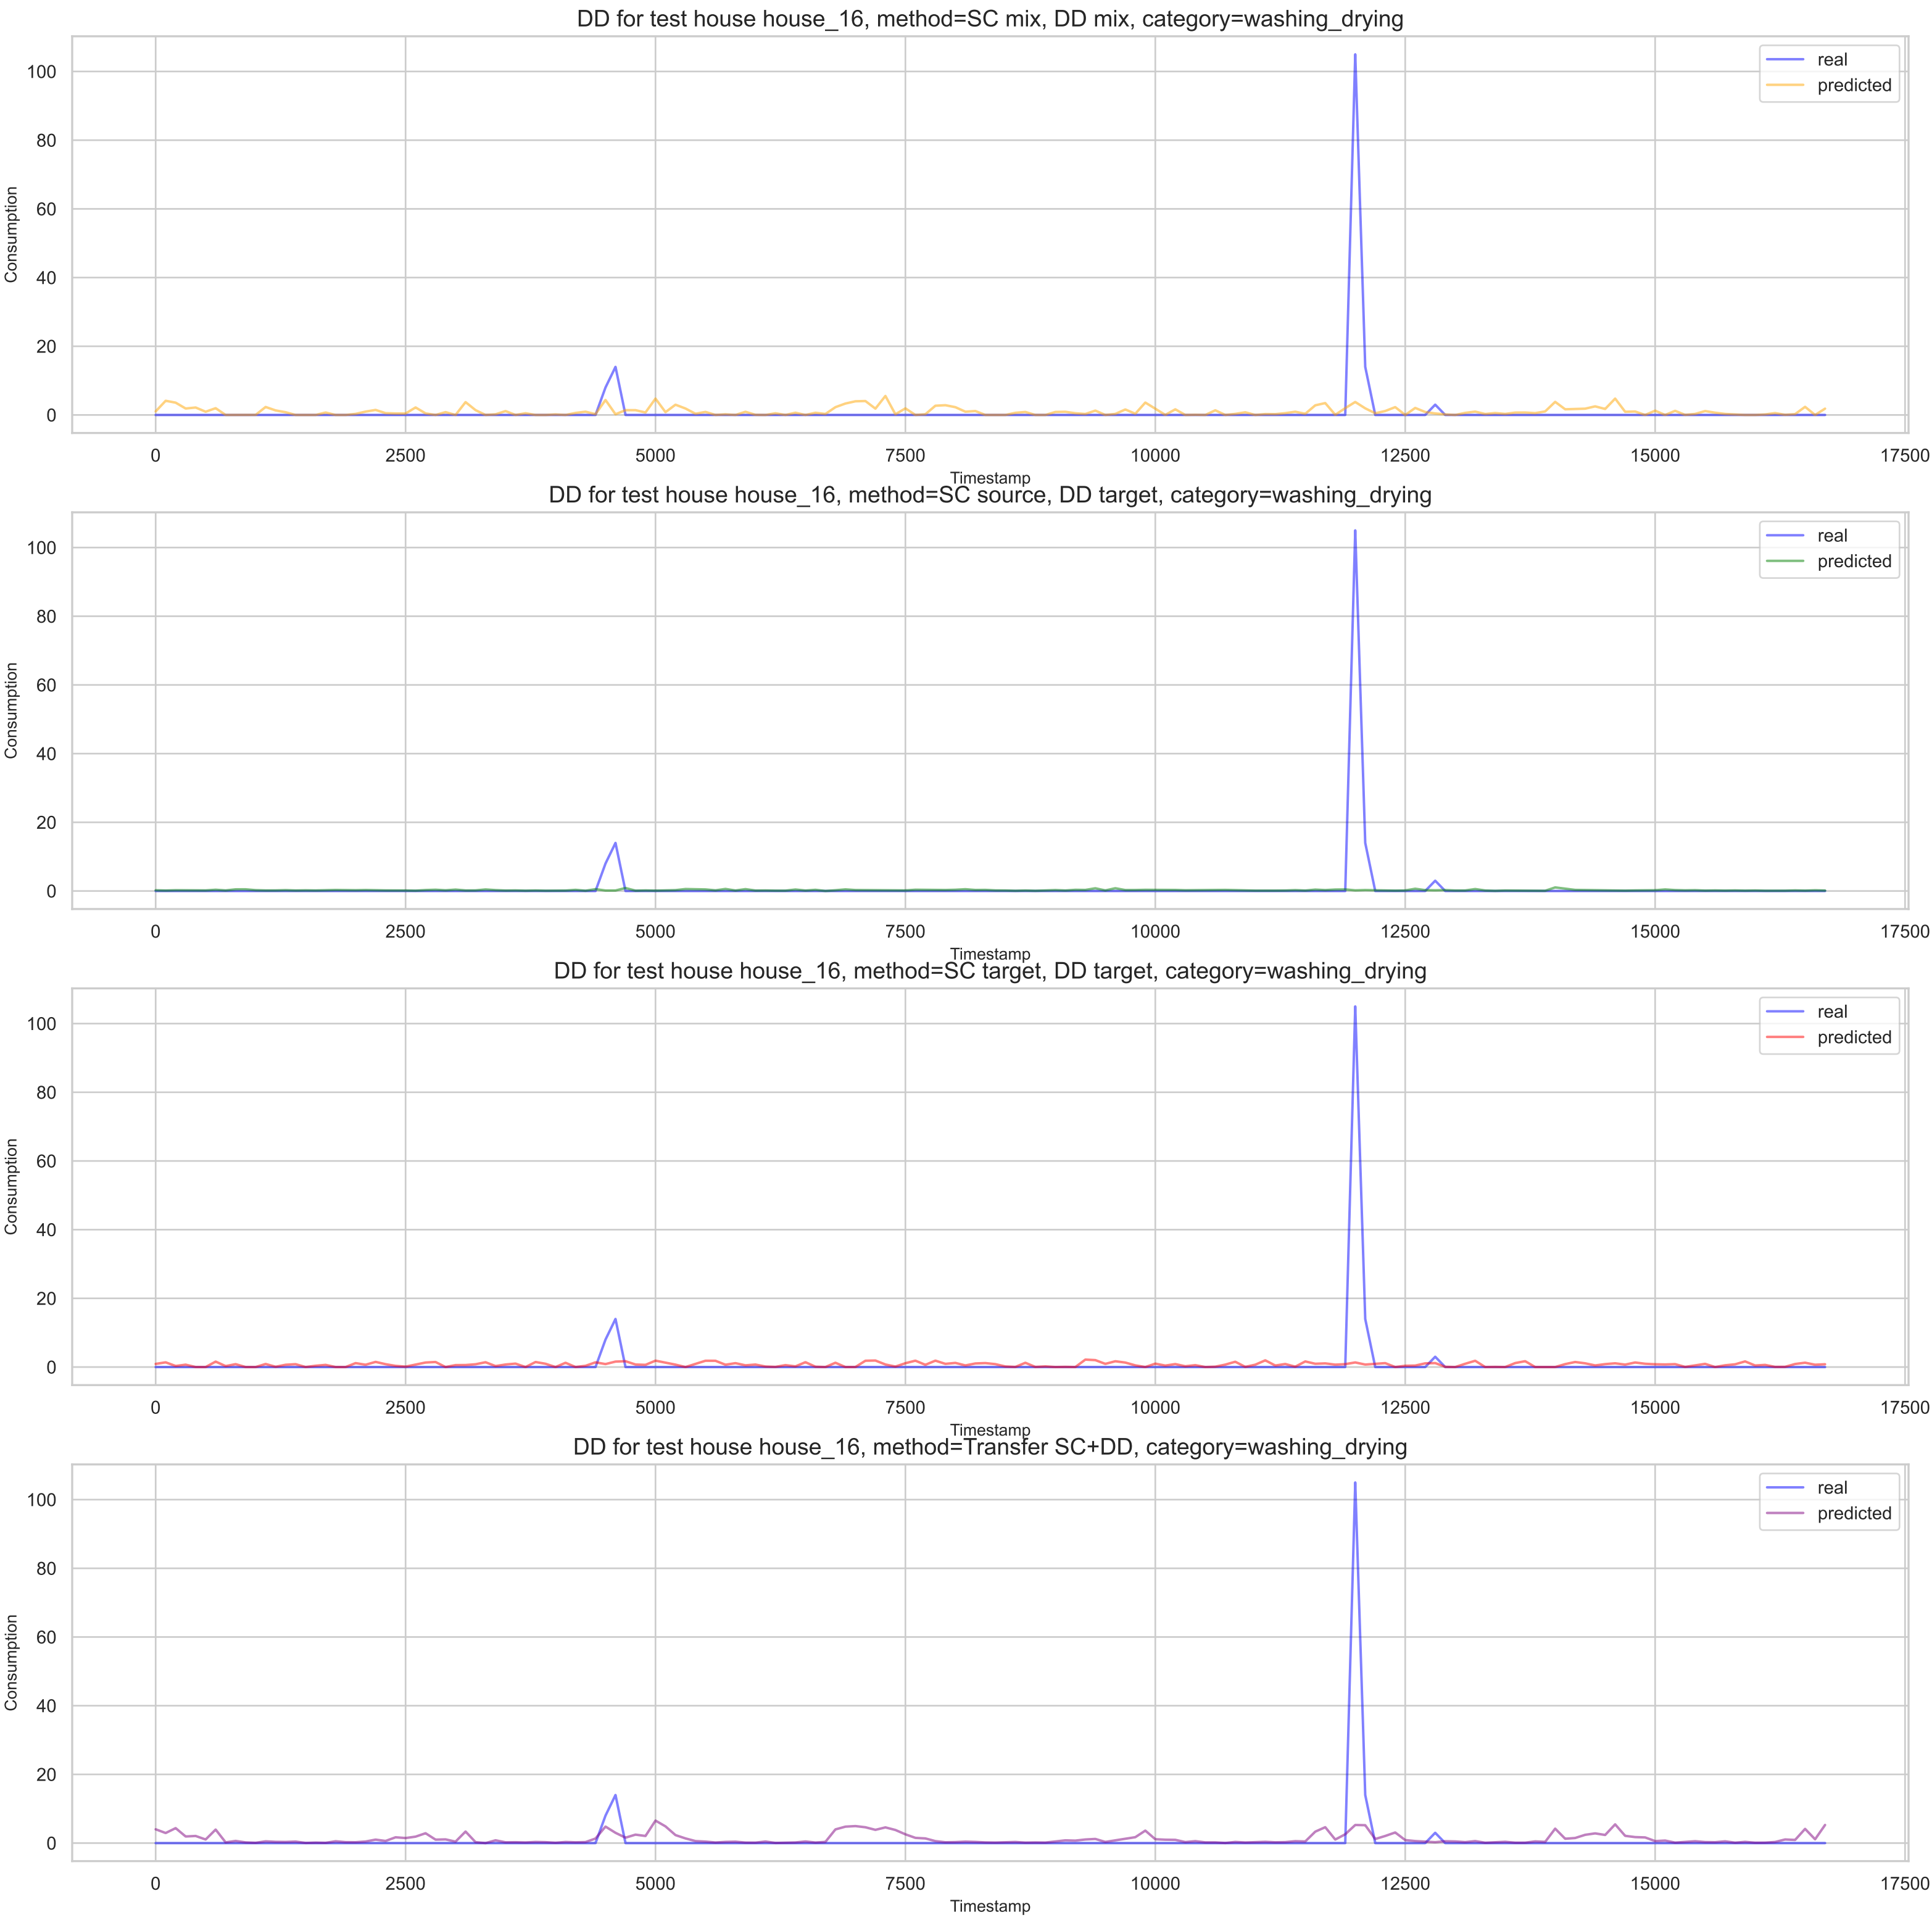 DD for test house house_16, method=SC mix, DD mix, category=washing_drying
real
predicted
100
80
60
40
20
0
Consumption
0 2500 5000 7500 10000 12500 15000 17500
Timestamp
DD for test house house_16, method=SC source, DD target, category=washing_drying
real
predicted
100
80
60
40
20
0
Consumption
0 2500 5000 7500 10000 12500 15000 17500
Timestamp
DD for test house house_16, method=SC target, DD target, category=washing_drying
real
predicted
100
80
60
40
20
0
Consumption
0 2500 5000 7500 10000 12500 15000 17500
Timestamp
DD for test house house_16, method=Transfer SC+DD, category=washing_drying
real
predicted
100
80
60
40
20
0
Consumption
0 2500 5000 7500 10000 12500 15000 17500
Timestamp